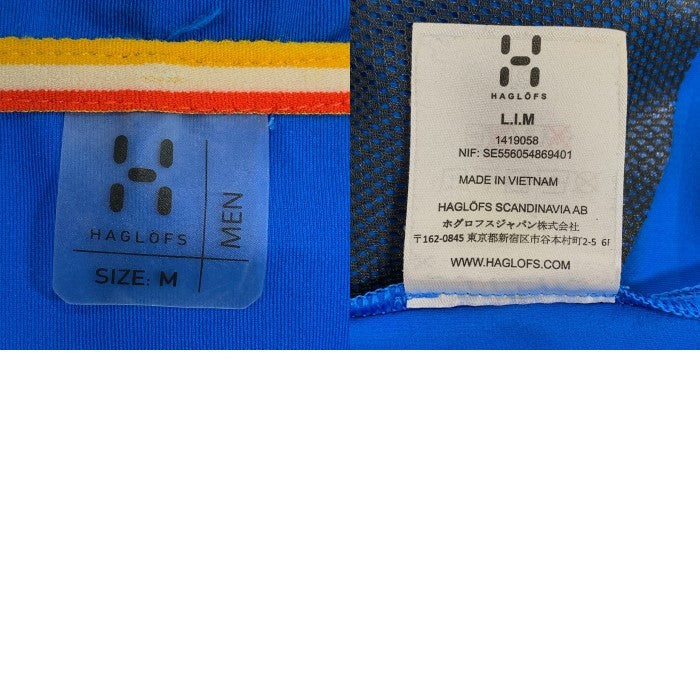 HAGLÖFS
SIZE: M
MEN
HAGLÖFS
L.I.M
1419058
NIF: SE556054869401
MADE IN VIETNAM
HAGLÖFS SCANDINAVIA AB
ホグロフスジャパン株式会社
〒162-0845 東京都新宿区市谷本村町2-5 6F
WWW.HAGLOFS.COM